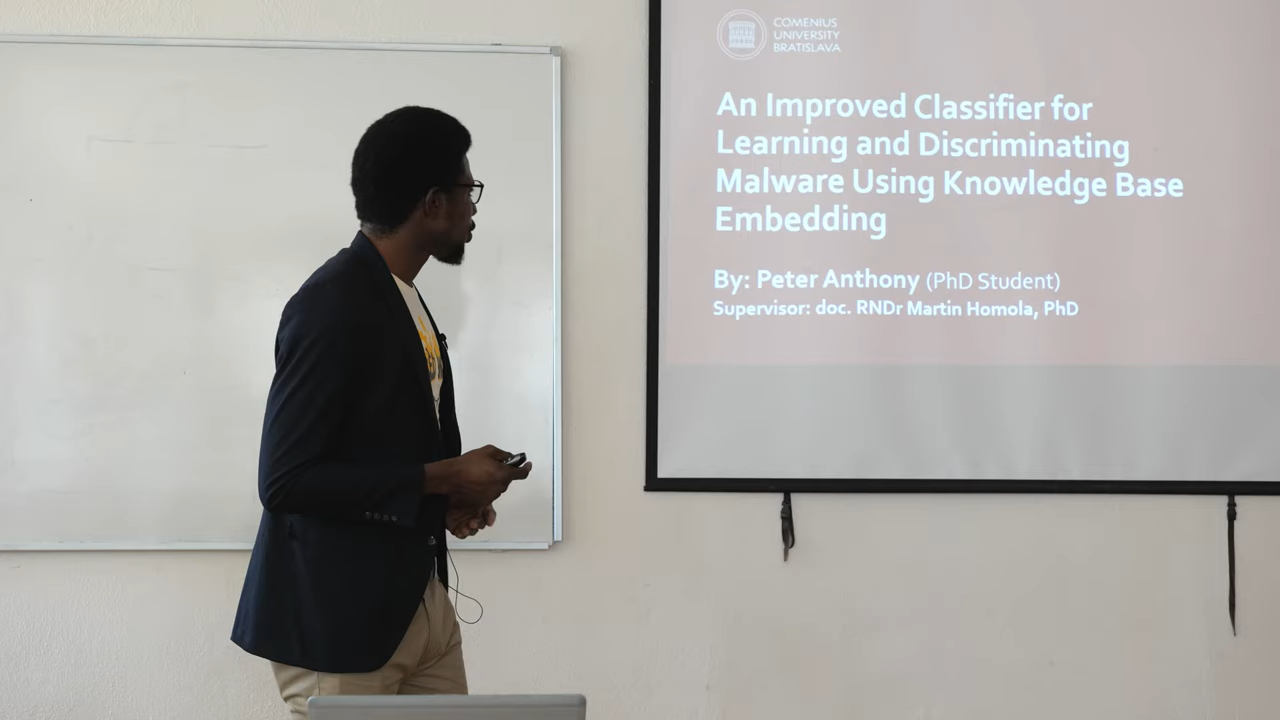 COMENIUS
UNIVERSITY
BRATISLAVA
An Improved Classifier for
Learning and Discriminating
Malware Using Knowledge Base
Embedding
By: Peter Anthony (PhD Student)
Supervisor: doc. RNDr Martin Homola, PhD